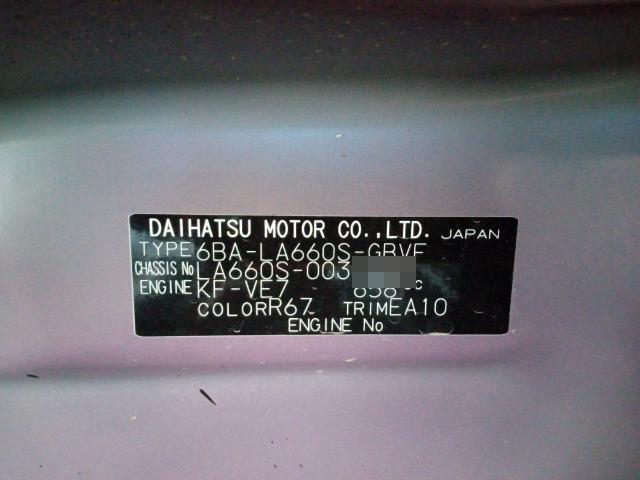 DAIHATSU MOTOR CO.,LTD. JAPAN
TYPE 6BA-LA660S-GBVF
CHASSIS No LA660S-003
ENGINE KF-VE7 658 cc
COLOR R67 TRIM EA10
ENGINE No